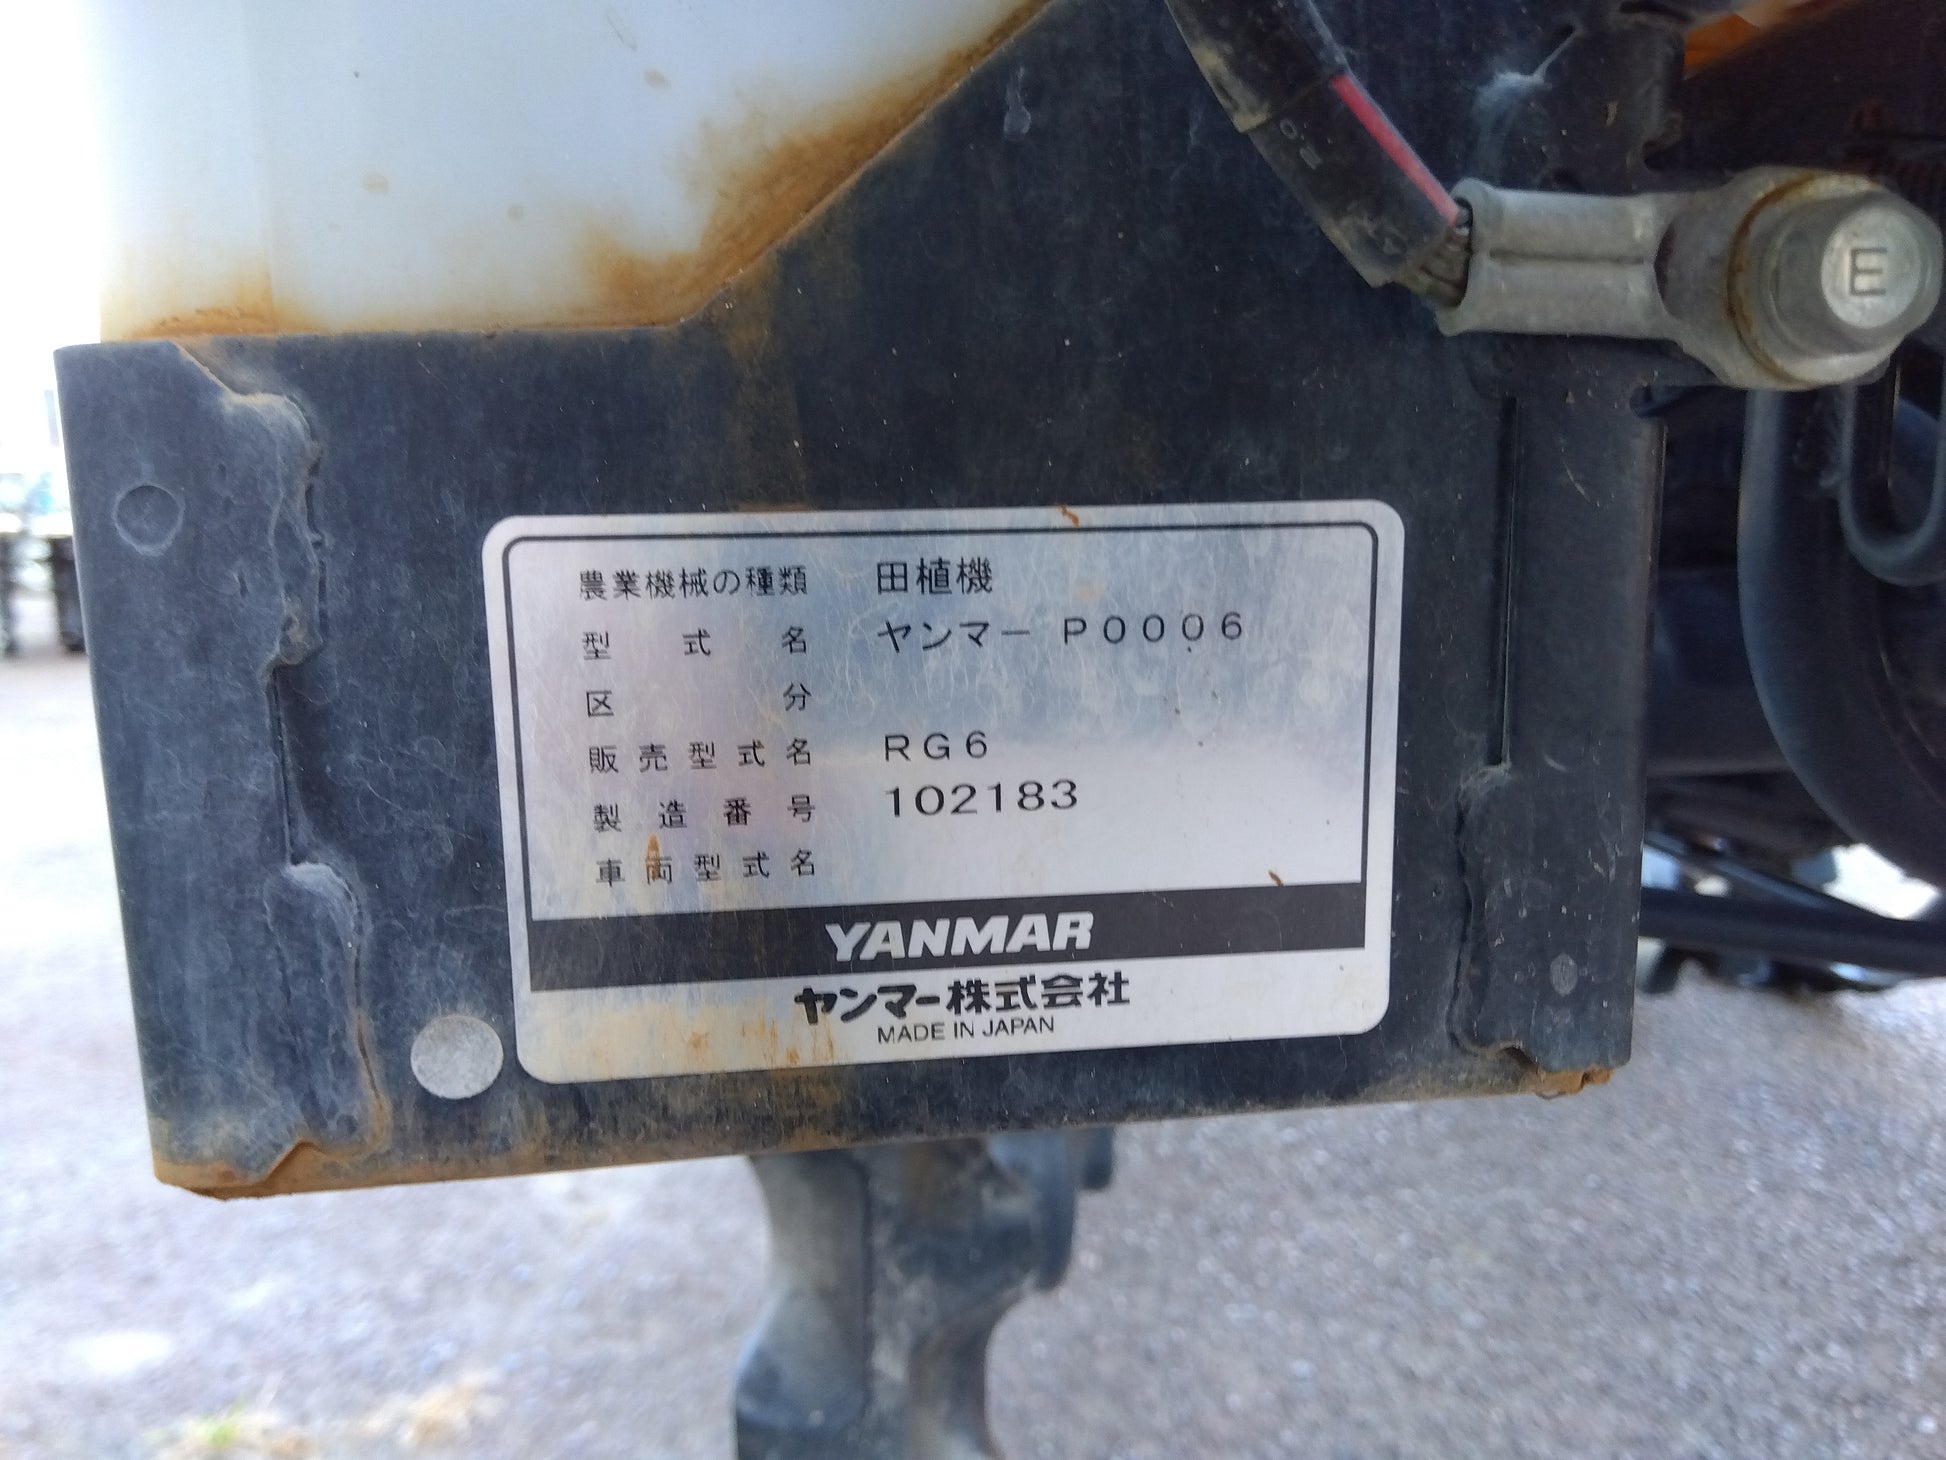 E
農業機械の種類 田植機
型式名 ヤンマー P0006
区分
販売型式名 RG6
製造番号 102183
車両型式名
YANMAR
ヤンマー株式会社
MADE IN JAPAN